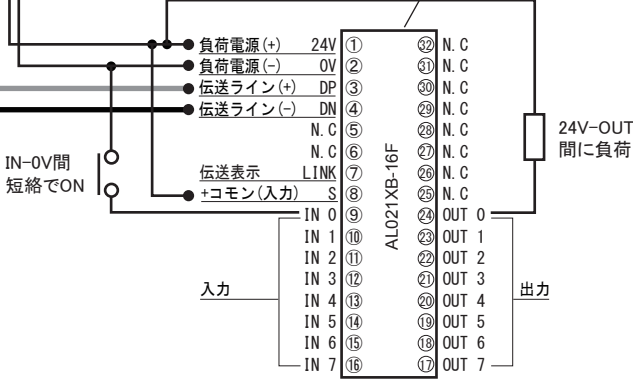 負荷電源(+) 24V ① ㉜ N.C
負荷電源(-) 0V ② ㉛ N.C
伝送ライン(+) DP ③ ㉚ N.C
伝送ライン(-) DN ④ ㉙ N.C
N.C ⑤ ㉘ N.C
N.C ⑥ ㉗ N.C
伝送表示 LINK ⑦ ㉖ N.C
+コモン(入力) S ⑧ ㉕ N.C
IN 0 ⑨ ㉔ OUT 0
IN 1 ⑩ ㉓ OUT 1
IN 2 ⑪ ㉒ OUT 2
IN 3 ⑫ ㉑ OUT 3
IN 4 ⑬ ⑳ OUT 4
IN 5 ⑭ ⑲ OUT 5
IN 6 ⑮ ⑱ OUT 6
IN 7 ⑯ ⑰ OUT 7
AL021XB-16F
IN-0V間
短絡でON
24V-OUT
間に負荷
入力
出力